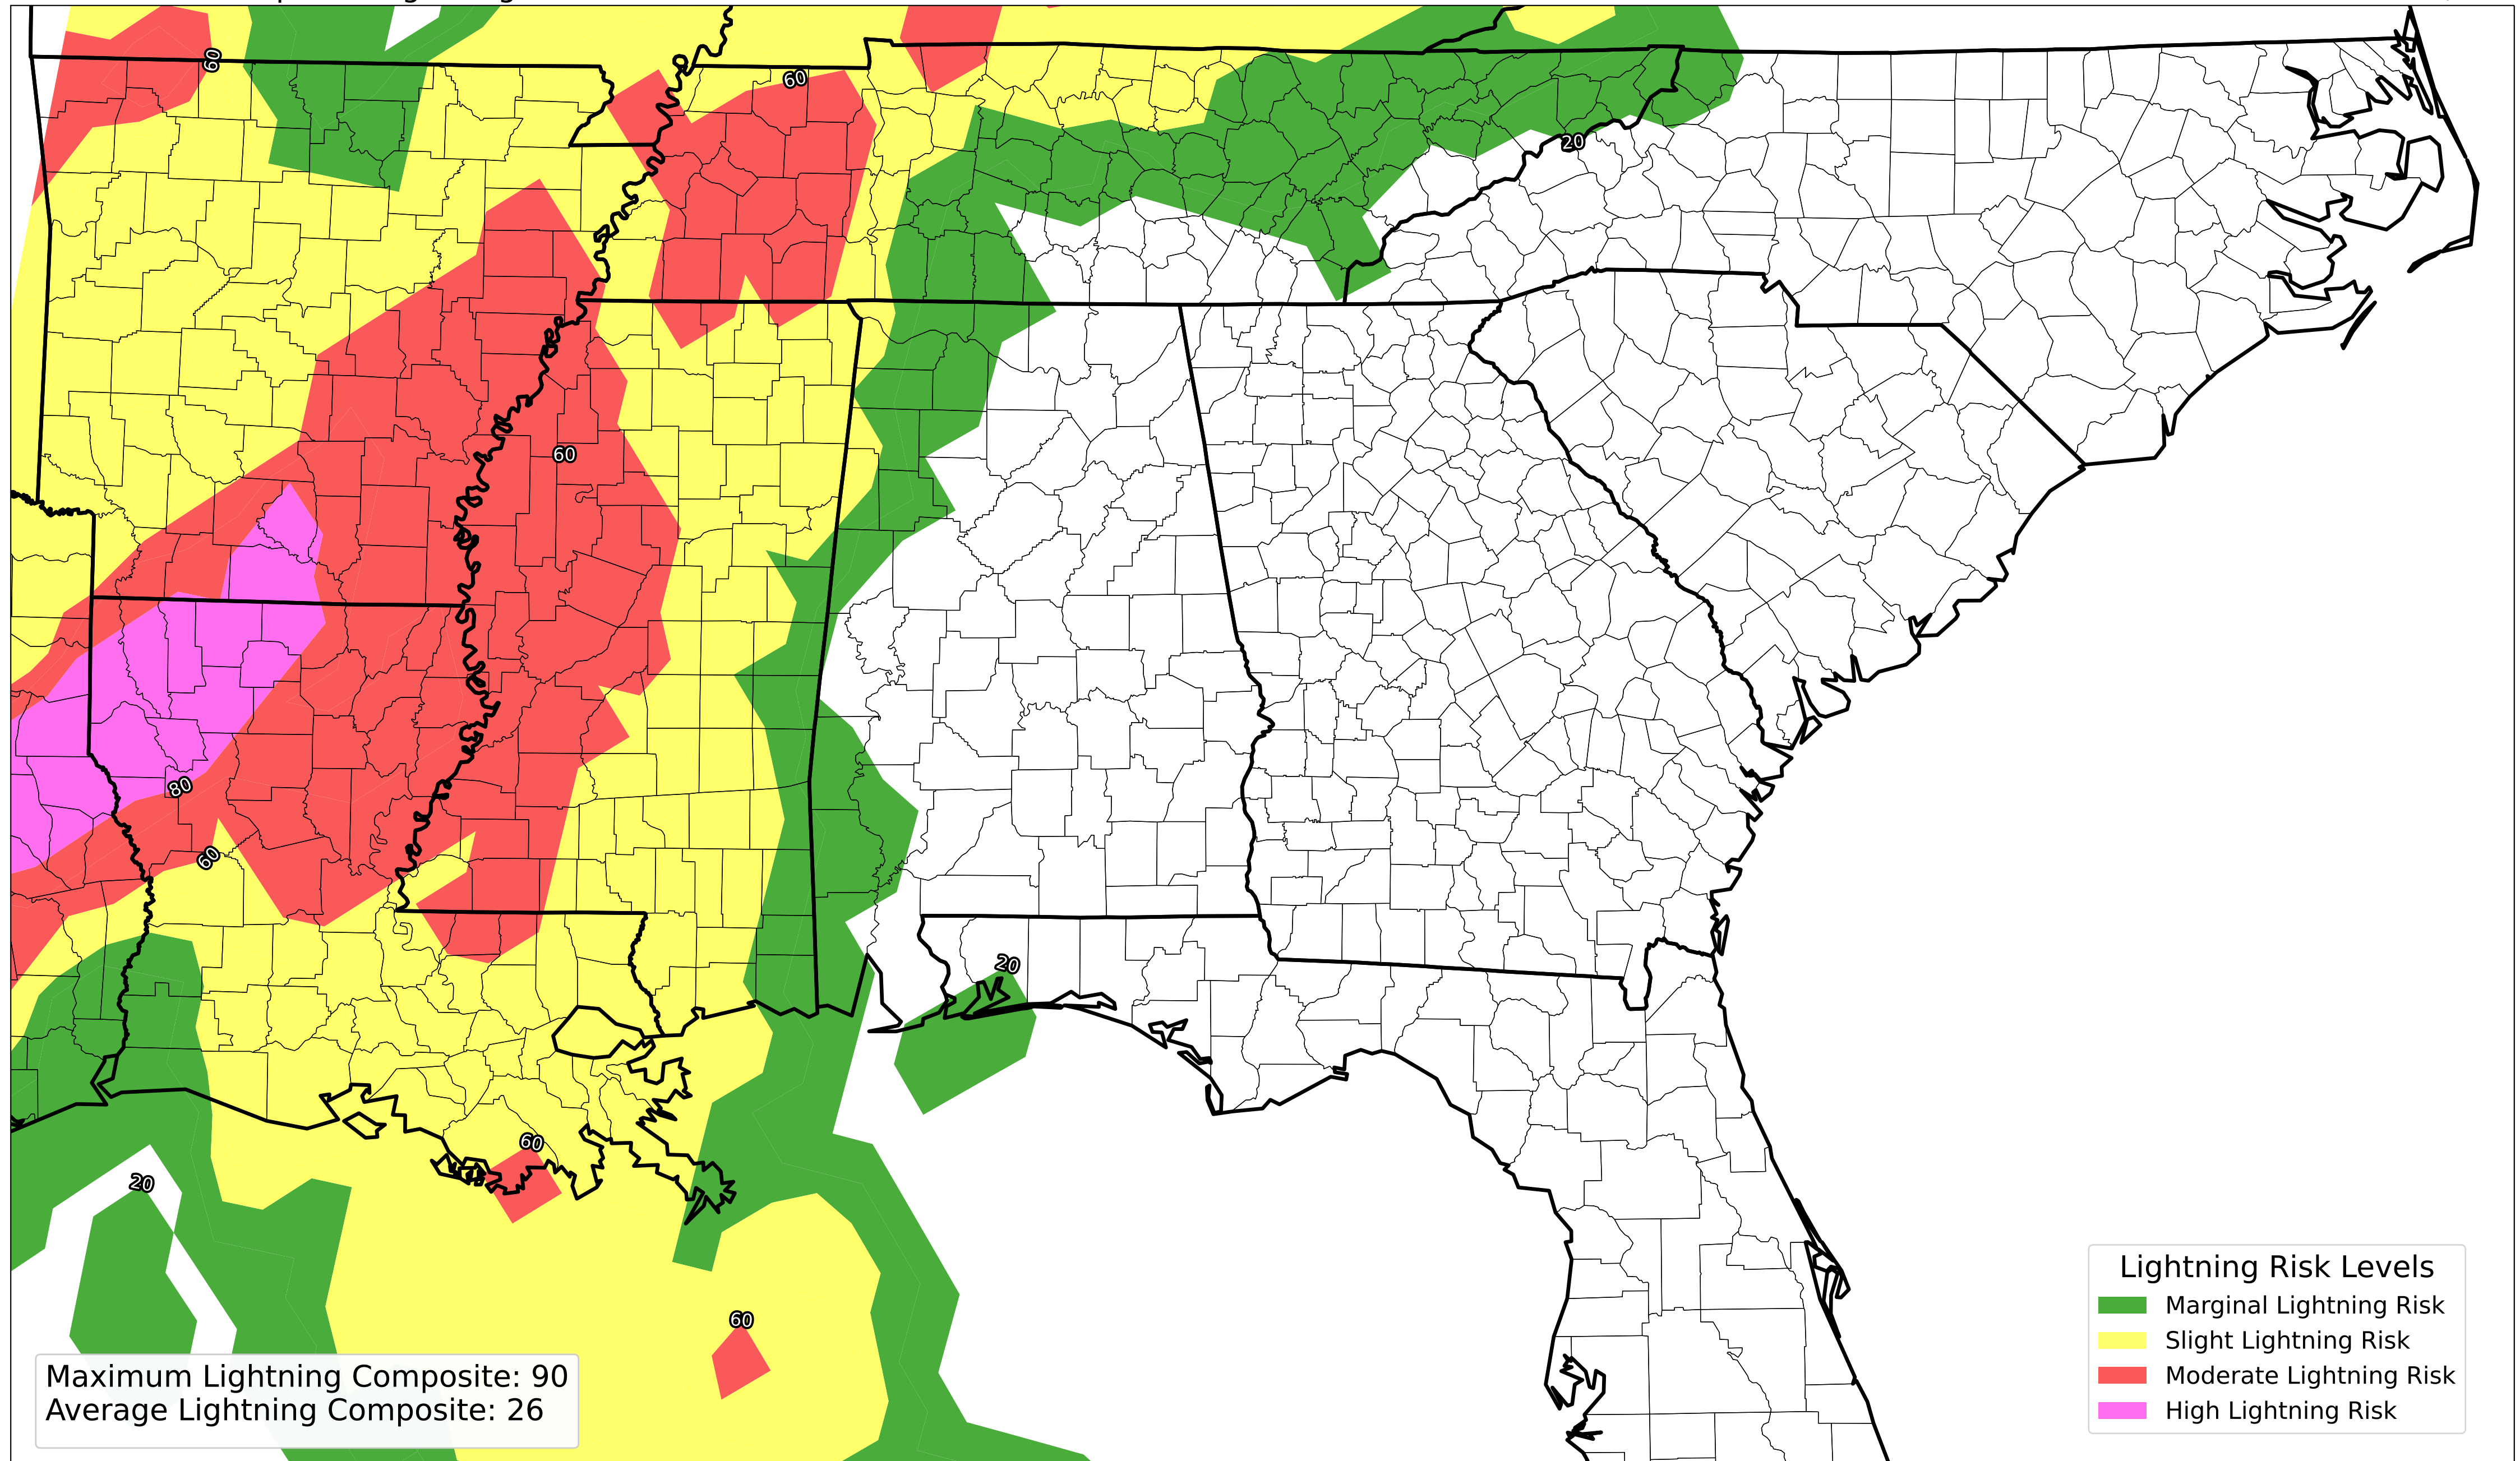 60
60
20
60
80
60
20
60
20
60
Maximum Lightning Composite: 90
Average Lightning Composite: 26
Lightning Risk Levels
Marginal Lightning Risk
Slight Lightning Risk
Moderate Lightning Risk
High Lightning Risk